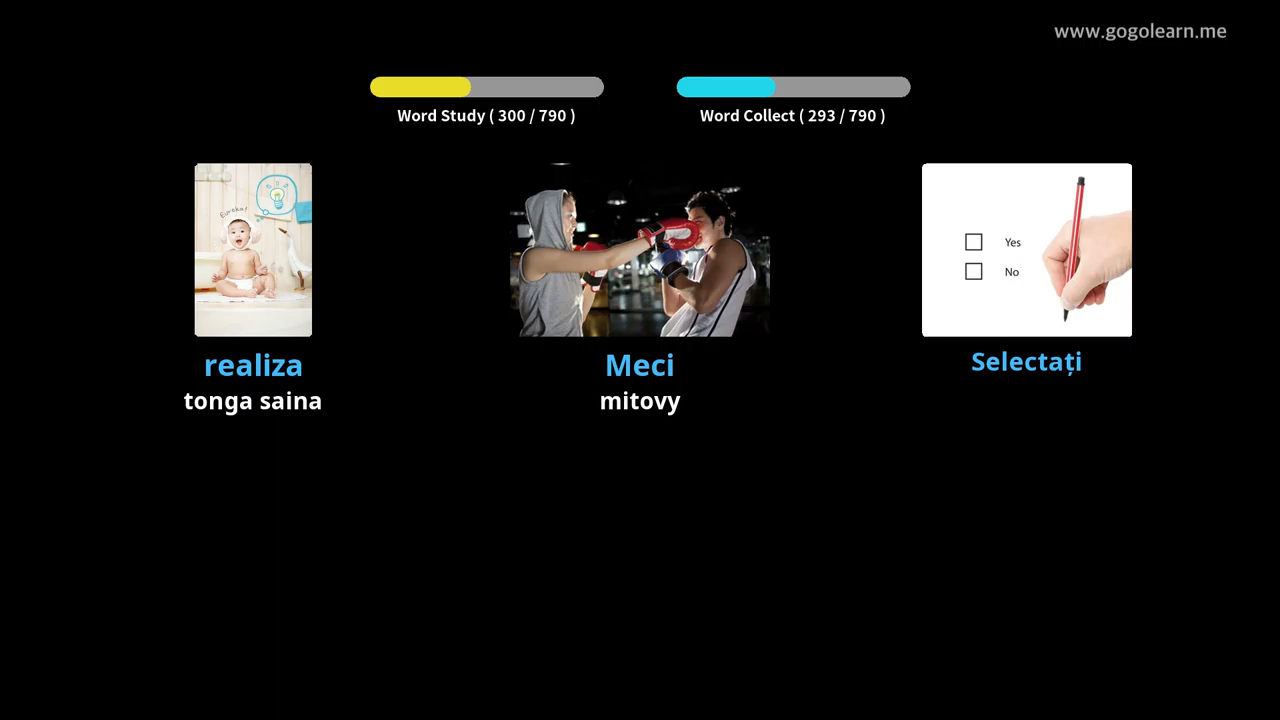 www.gogolearn.me
Word Study ( 300 / 790 )
Word Collect ( 293 / 790 )
Eureka!
Yes
No
realiza
Meci
Selectați
tonga saina
mitovy